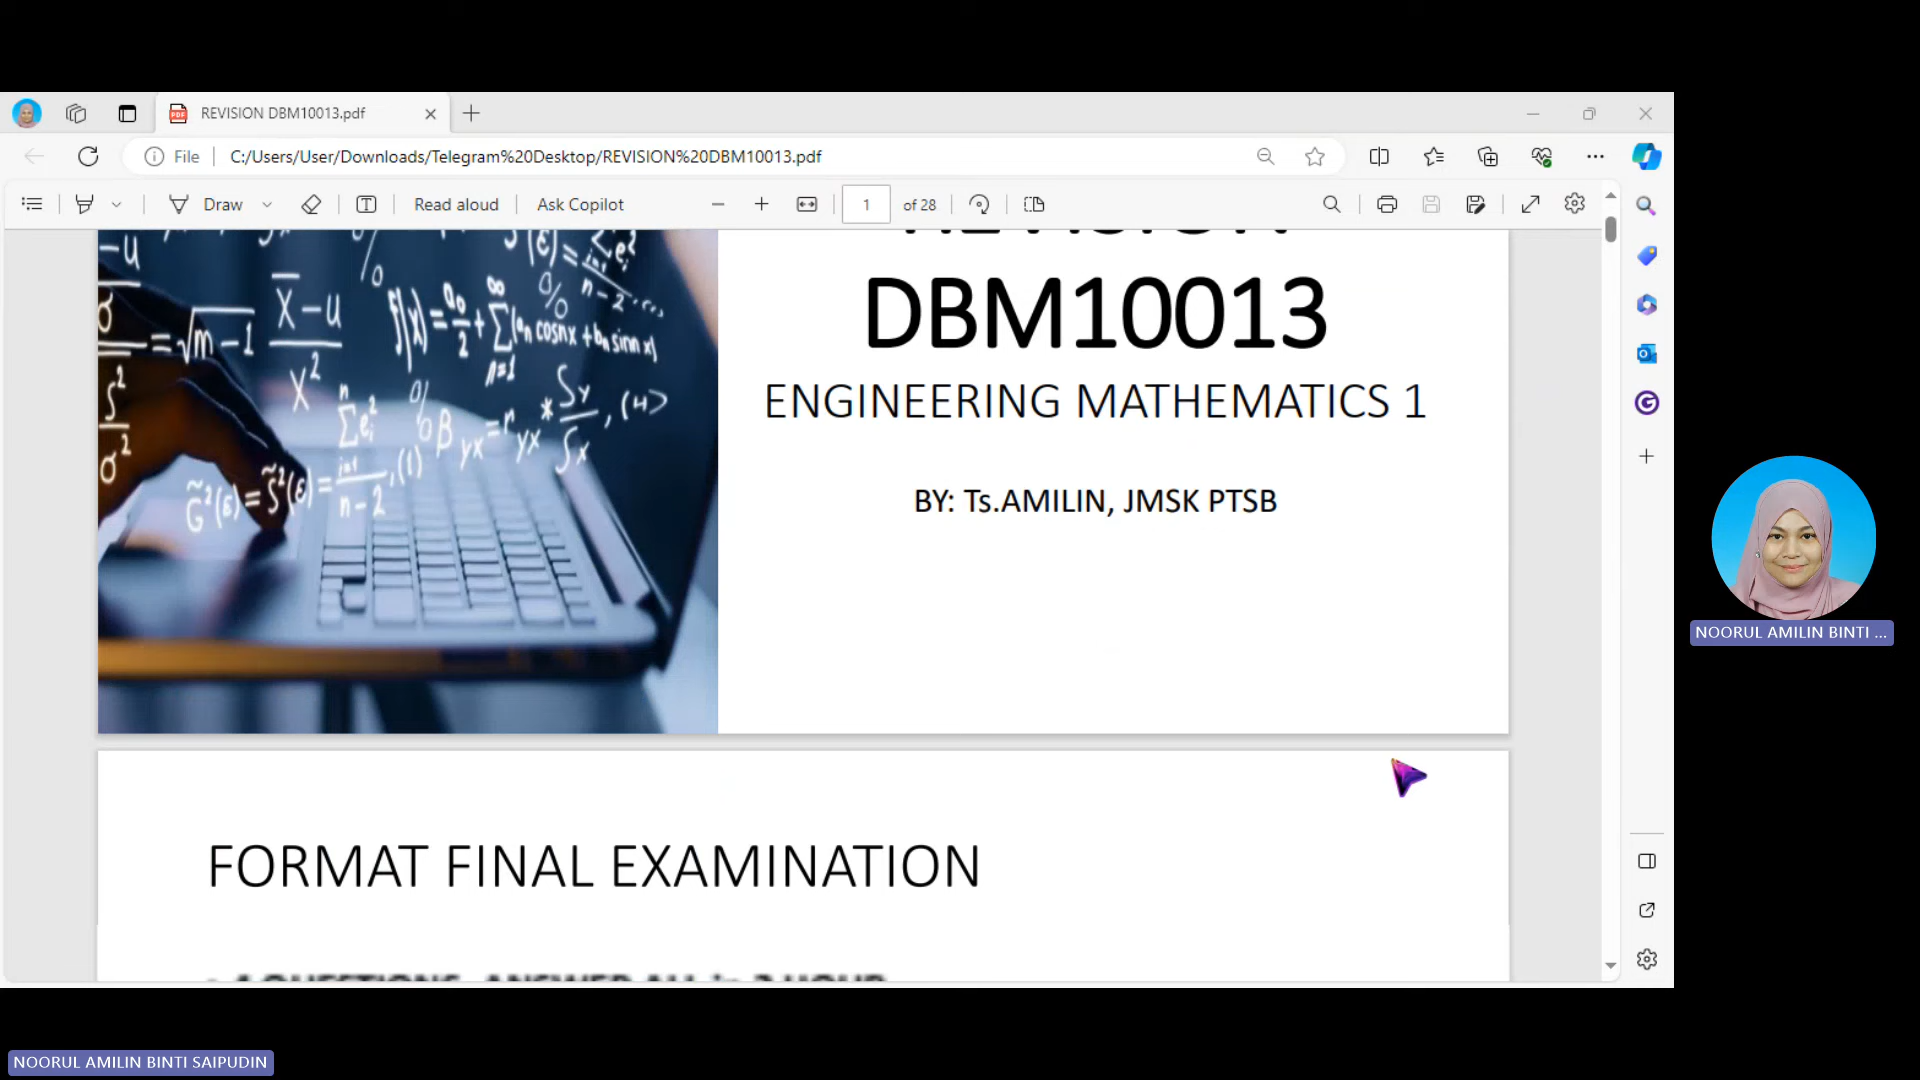 REVISION DBM10013.pdf
File
C:/Users/User/Downloads/Telegram%20Desktop/REVISION%20DBM10013.pdf
Draw
Read aloud
Ask Copilot
1
of 28
REVISION
DBM10013
ENGINEERING MATHEMATICS 1
BY: Ts.AMILIN, JMSK PTSB
FORMAT FINAL EXAMINATION
NOORUL AMILIN BINTI ...
NOORUL AMILIN BINTI SAIPUDIN